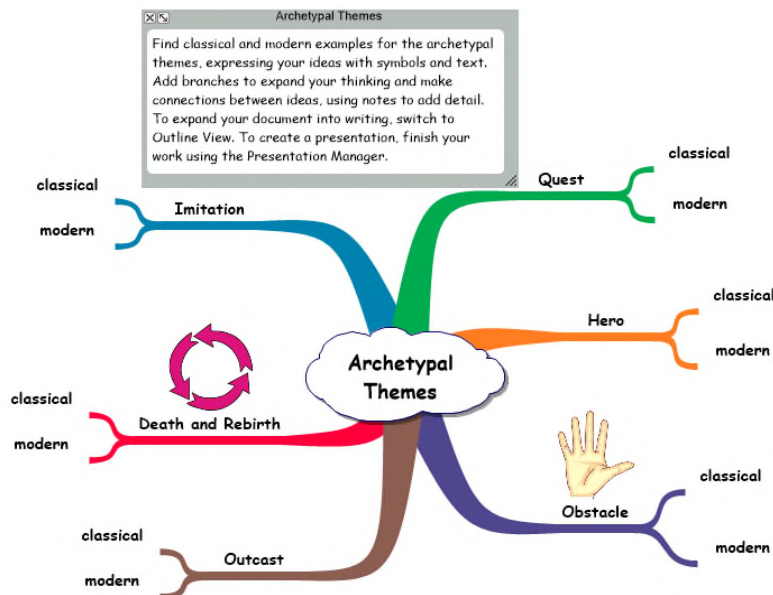 Archetypal Themes
Find classical and modern examples for the archetypal
themes, expressing your ideas with symbols and text.
Add branches to expand your thinking and make
connections between ideas, using notes to add detail.
To expand your document into writing, switch to
Outline View. To create a presentation, finish your
work using the Presentation Manager.
classical
Imitation
modern
Quest
classical
modern
Hero
classical
modern
Archetypal
Themes
classical
Death and Rebirth
modern
Obstacle
classical
modern
classical
Outcast
modern